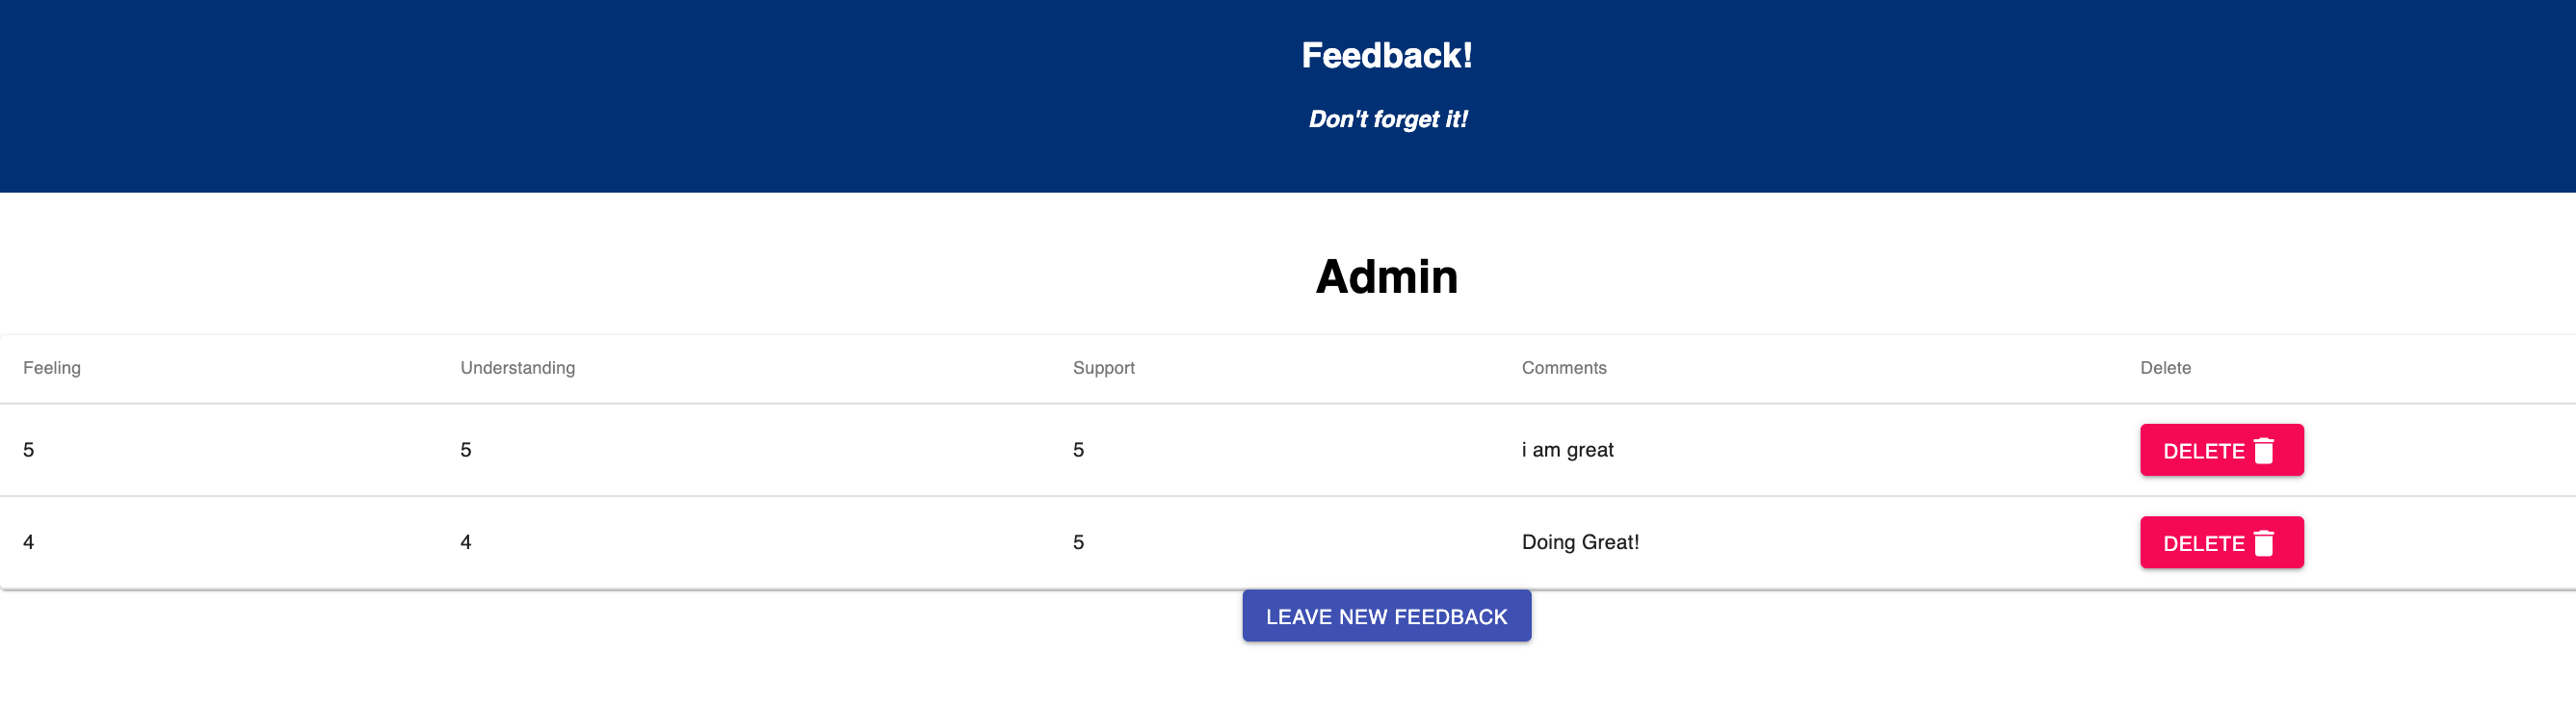 Feedback!
Don't forget it!
Admin
Feeling Understanding Support Comments Delete
5 5 5 i am great DELETE
4 4 5 Doing Great! DELETE
LEAVE NEW FEEDBACK